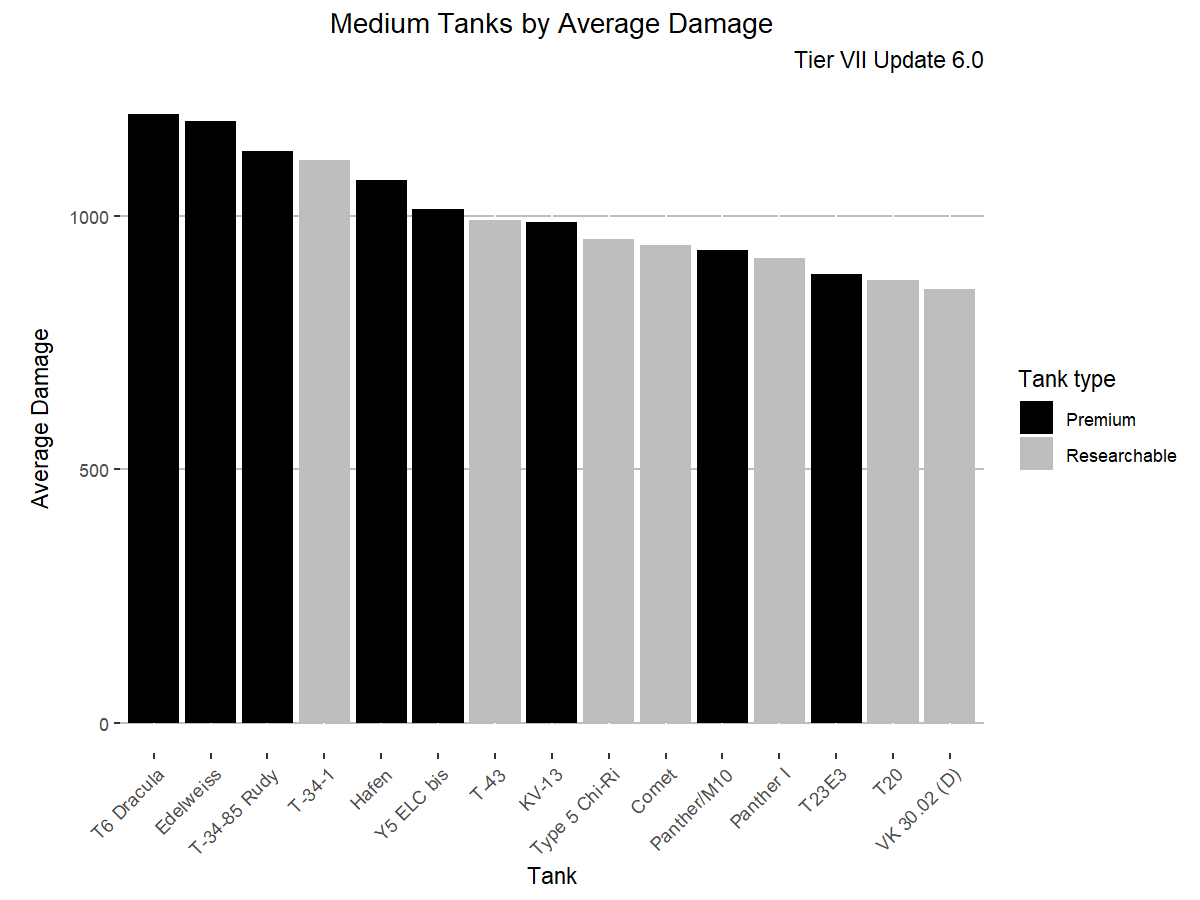 Medium Tanks by Average Damage
Tier VII Update 6.0
Average Damage
1000
500
0
T6 Dracula
Edelweiss
T-34-85 Rudy
T-34-1
Hafen
Y5 ELC bis
T-43
KV-13
Type 5 Chi-Ri
Comet
Panther/M10
Panther I
T23E3
T20
VK 30.02 (D)
Tank
Tank type
Premium
Researchable